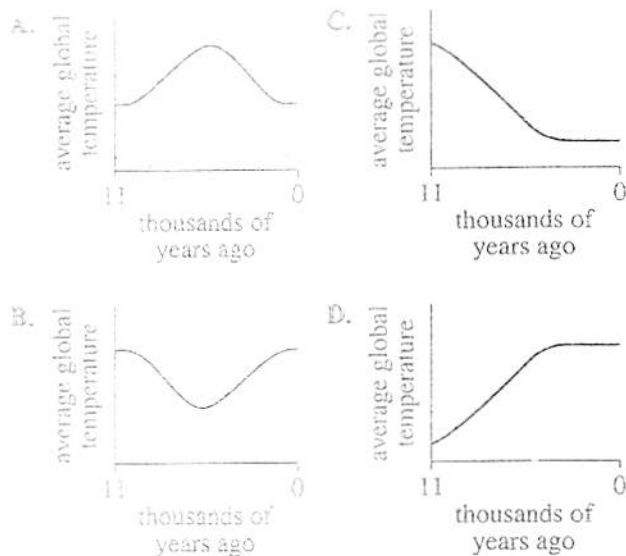 A.
average global
temperature
11
0
thousands of
years ago
B.
average global
temperature
11
0
thousands of
years ago
C.
average global
temperature
11
0
thousands of
years ago
D.
average global
temperature
11
0
thousands of
years ago